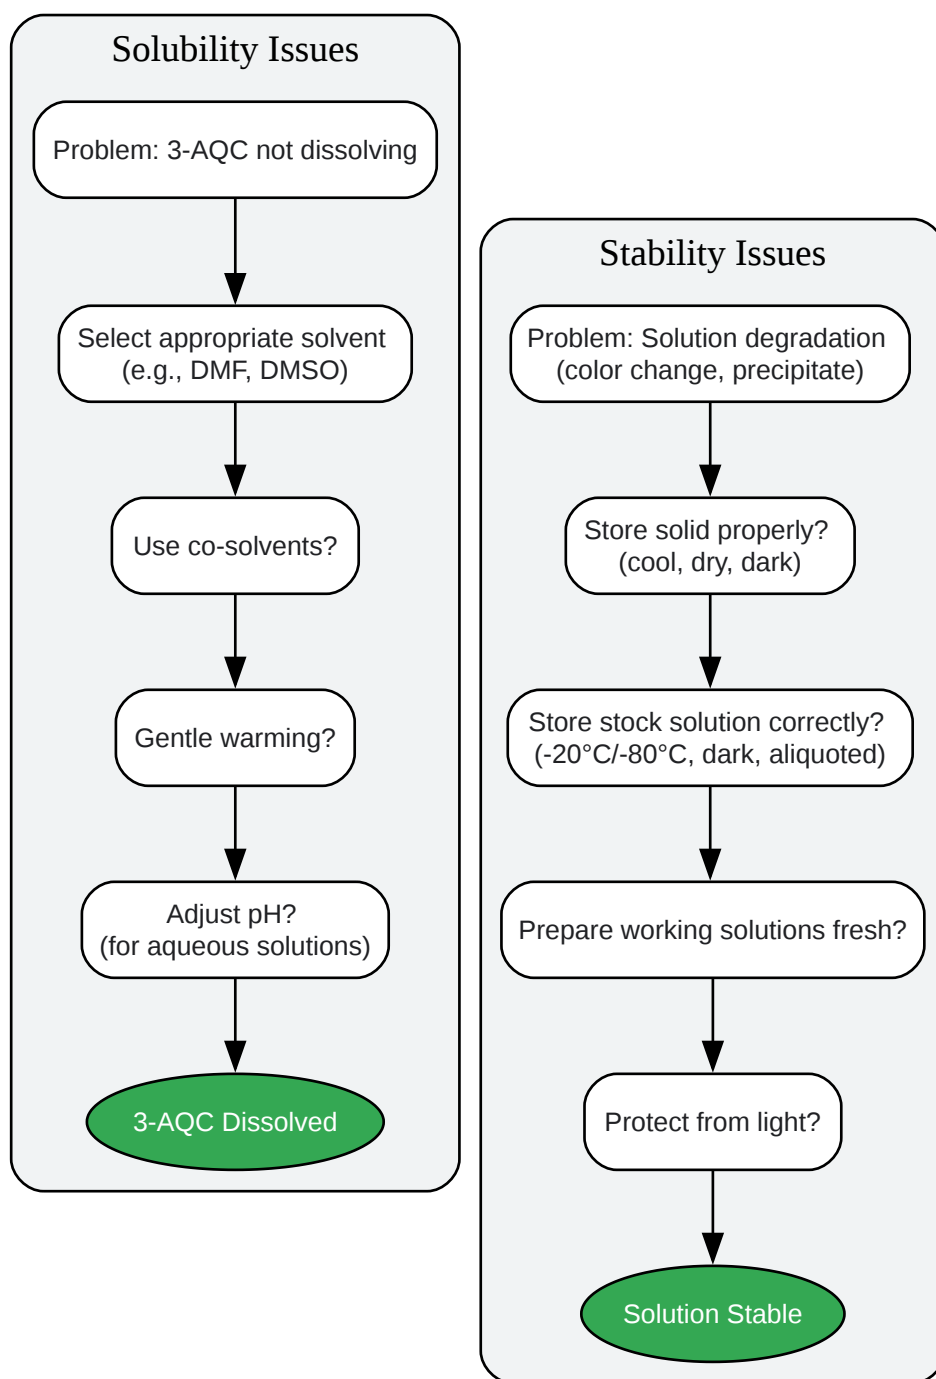 Solubility Issues
Problem: 3-AQC not dissolving
Select appropriate solvent
(e.g., DMF, DMSO)
Use co-solvents?
Gentle warming?
Adjust pH?
(for aqueous solutions)
3-AQC Dissolved
Stability Issues
Problem: Solution degradation
(color change, precipitate)
Store solid properly?
(cool, dry, dark)
Store stock solution correctly?
(-20°C/-80°C, dark, aliquoted)
Prepare working solutions fresh?
Protect from light?
Solution Stable